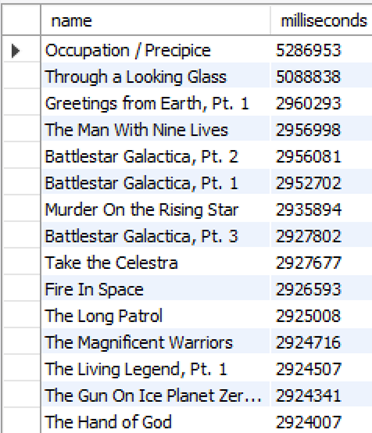 name milliseconds
Occupation / Precipice 5286953
Through a Looking Glass 5088838
Greetings from Earth, Pt. 1 2960293
The Man With Nine Lives 2956998
Battlestar Galactica, Pt. 2 2956081
Battlestar Galactica, Pt. 1 2952702
Murder On the Rising Star 2935894
Battlestar Galactica, Pt. 3 2927802
Take the Celestra 2927677
Fire In Space 2926593
The Long Patrol 2925008
The Magnificent Warriors 2924716
The Living Legend, Pt. 1 2924507
The Gun On Ice Planet Zer... 2924341
The Hand of God 2924007